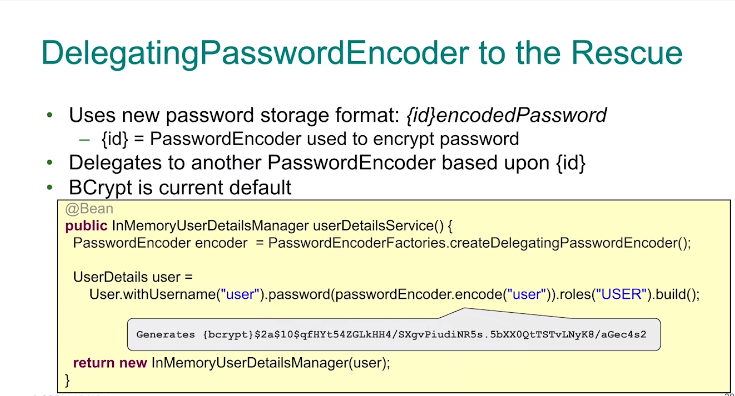 DelegatingPasswordEncoder to the Rescue
• Uses new password storage format: {id}encodedPassword
– {id} = PasswordEncoder used to encrypt password
• Delegates to another PasswordEncoder based upon {id}
• BCrypt is current default
@Bean
public InMemoryUserDetailsManager userDetailsService() {
PasswordEncoder encoder = PasswordEncoderFactories.createDelegatingPasswordEncoder();
UserDetails user =
User.withUsername("user").password(passwordEncoder.encode("user")).roles("USER").build();
Generates {bcrypt}$2a$10$qfHYt54ZGLkHH4/SXgvPiudiNR5s.5bXX0QtTSTvLNyK8/aGec4s2
return new InMemoryUserDetailsManager(user);
}